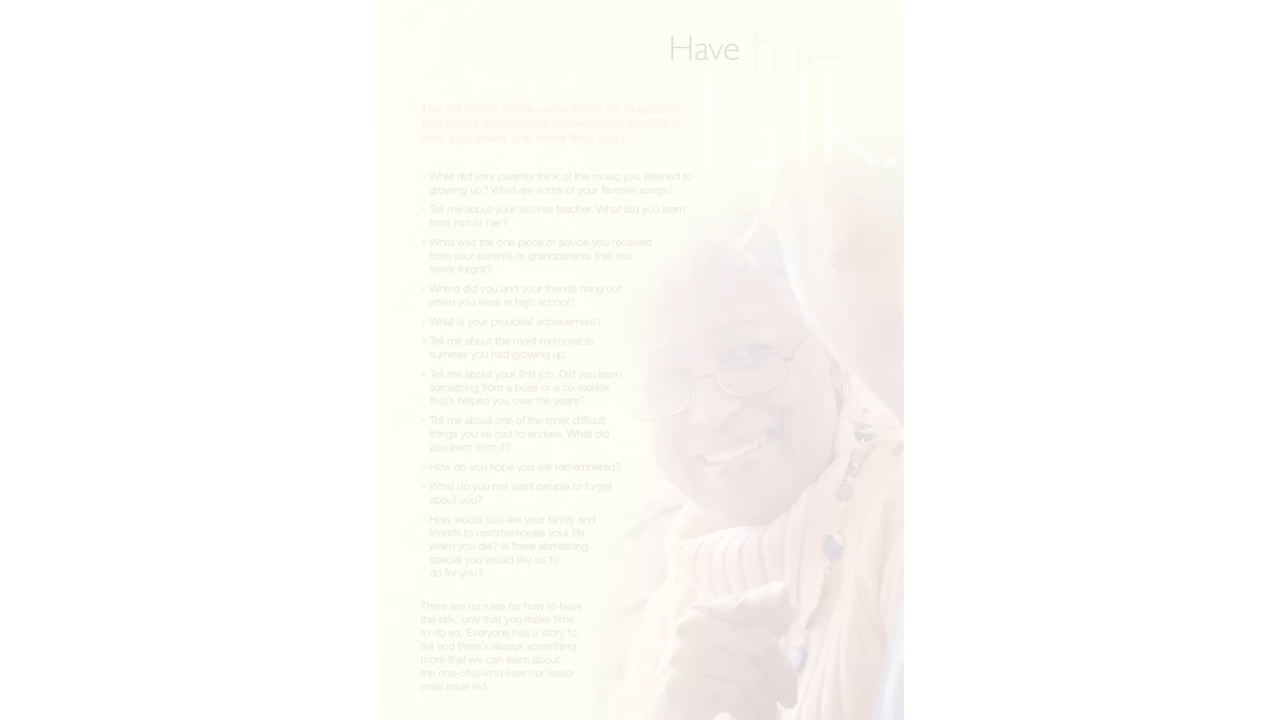 Have the
Talk.
The list below offers some ideas for questions
that might help get the conversation started or
help your loved one share their story.
• What did your parents think of the music you listened to
growing up? What are some of your favorite songs?
• Tell me about your favorite teacher. What did you learn
from him or her?
• What was the one piece of advice you received
from your parents or grandparents that you
never forgot?
• Where did you and your friends hang out
when you were in high school?
• What is your proudest achievement?
• Tell me about the most memorable
summer you had growing up.
• Tell me about your first job. Did you learn
something from a boss or a co-worker
that's helped you over the years?
• Tell me about one of the most difficult
things you've had to endure. What did
you learn from it?
• How do you hope you are remembered?
• What do you not want people to forget
about you?
• How would you like your family and
friends to commemorate your life
when you die? Is there something
special you would like us to
do for you?
There are no rules for how to have
the talk, only that you make time
to do so. Everyone has a story to
tell and there's always something
more that we can learn about
the one-of-a-kind lives our loved
ones have led.